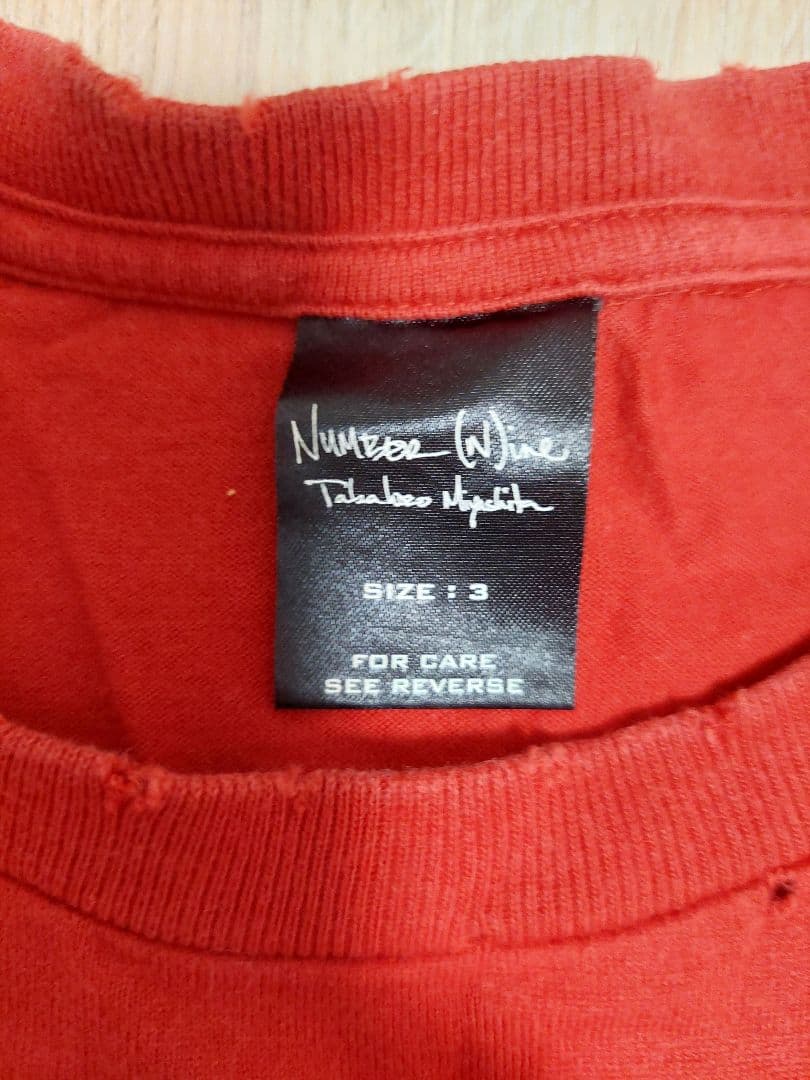 NUMBER (N)ine
Takahiro Miyashita
SIZE : 3
FOR CARE
SEE REVERSE